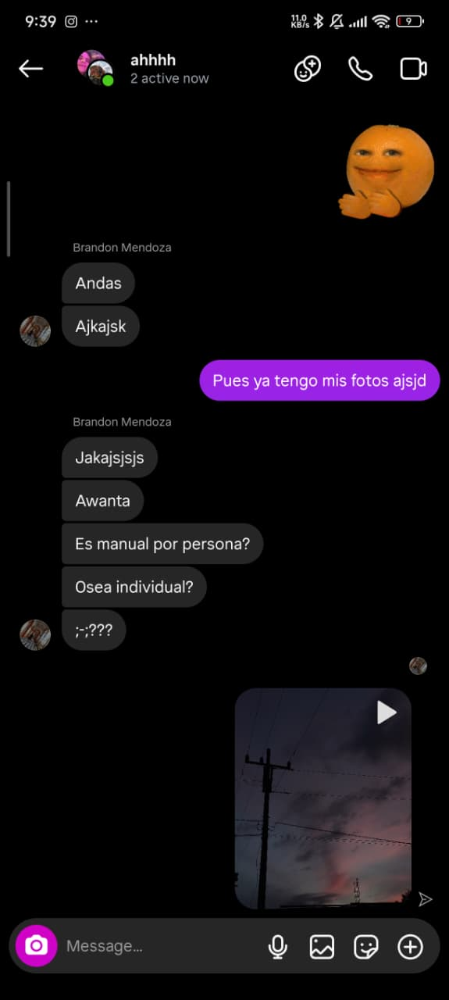 9:39
11.0 KB/s
9
ahhhh
2 active now
Brandon Mendoza
Andas
Ajkajsk
Pues ya tengo mis fotos ajsjd
Brandon Mendoza
Jakajsjsjs
Awanta
Es manual por persona?
Osea individual?
;-;???
Message...